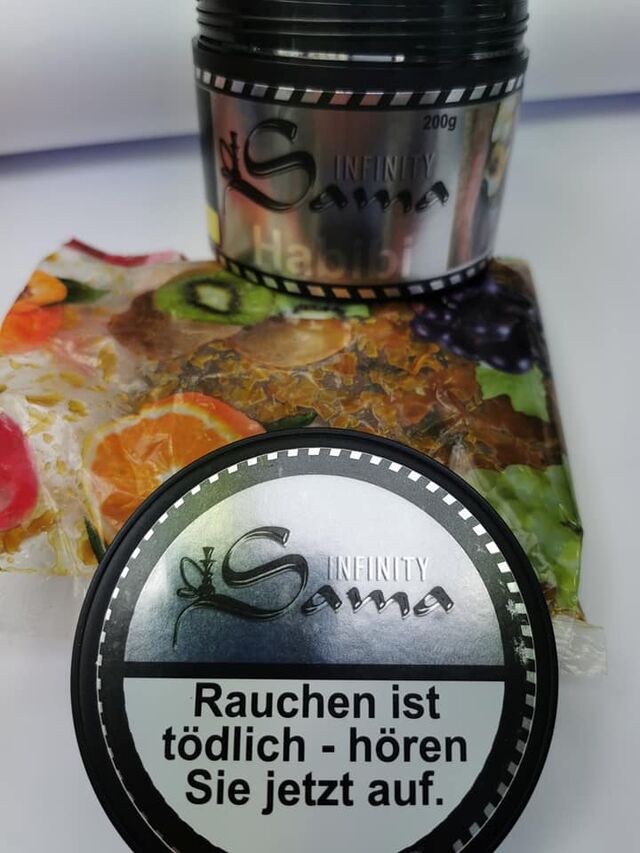 200g
INFINITY
Sama
Habibi
INFINITY
Sama
Rauchen ist
tödlich - hören
Sie jetzt auf.